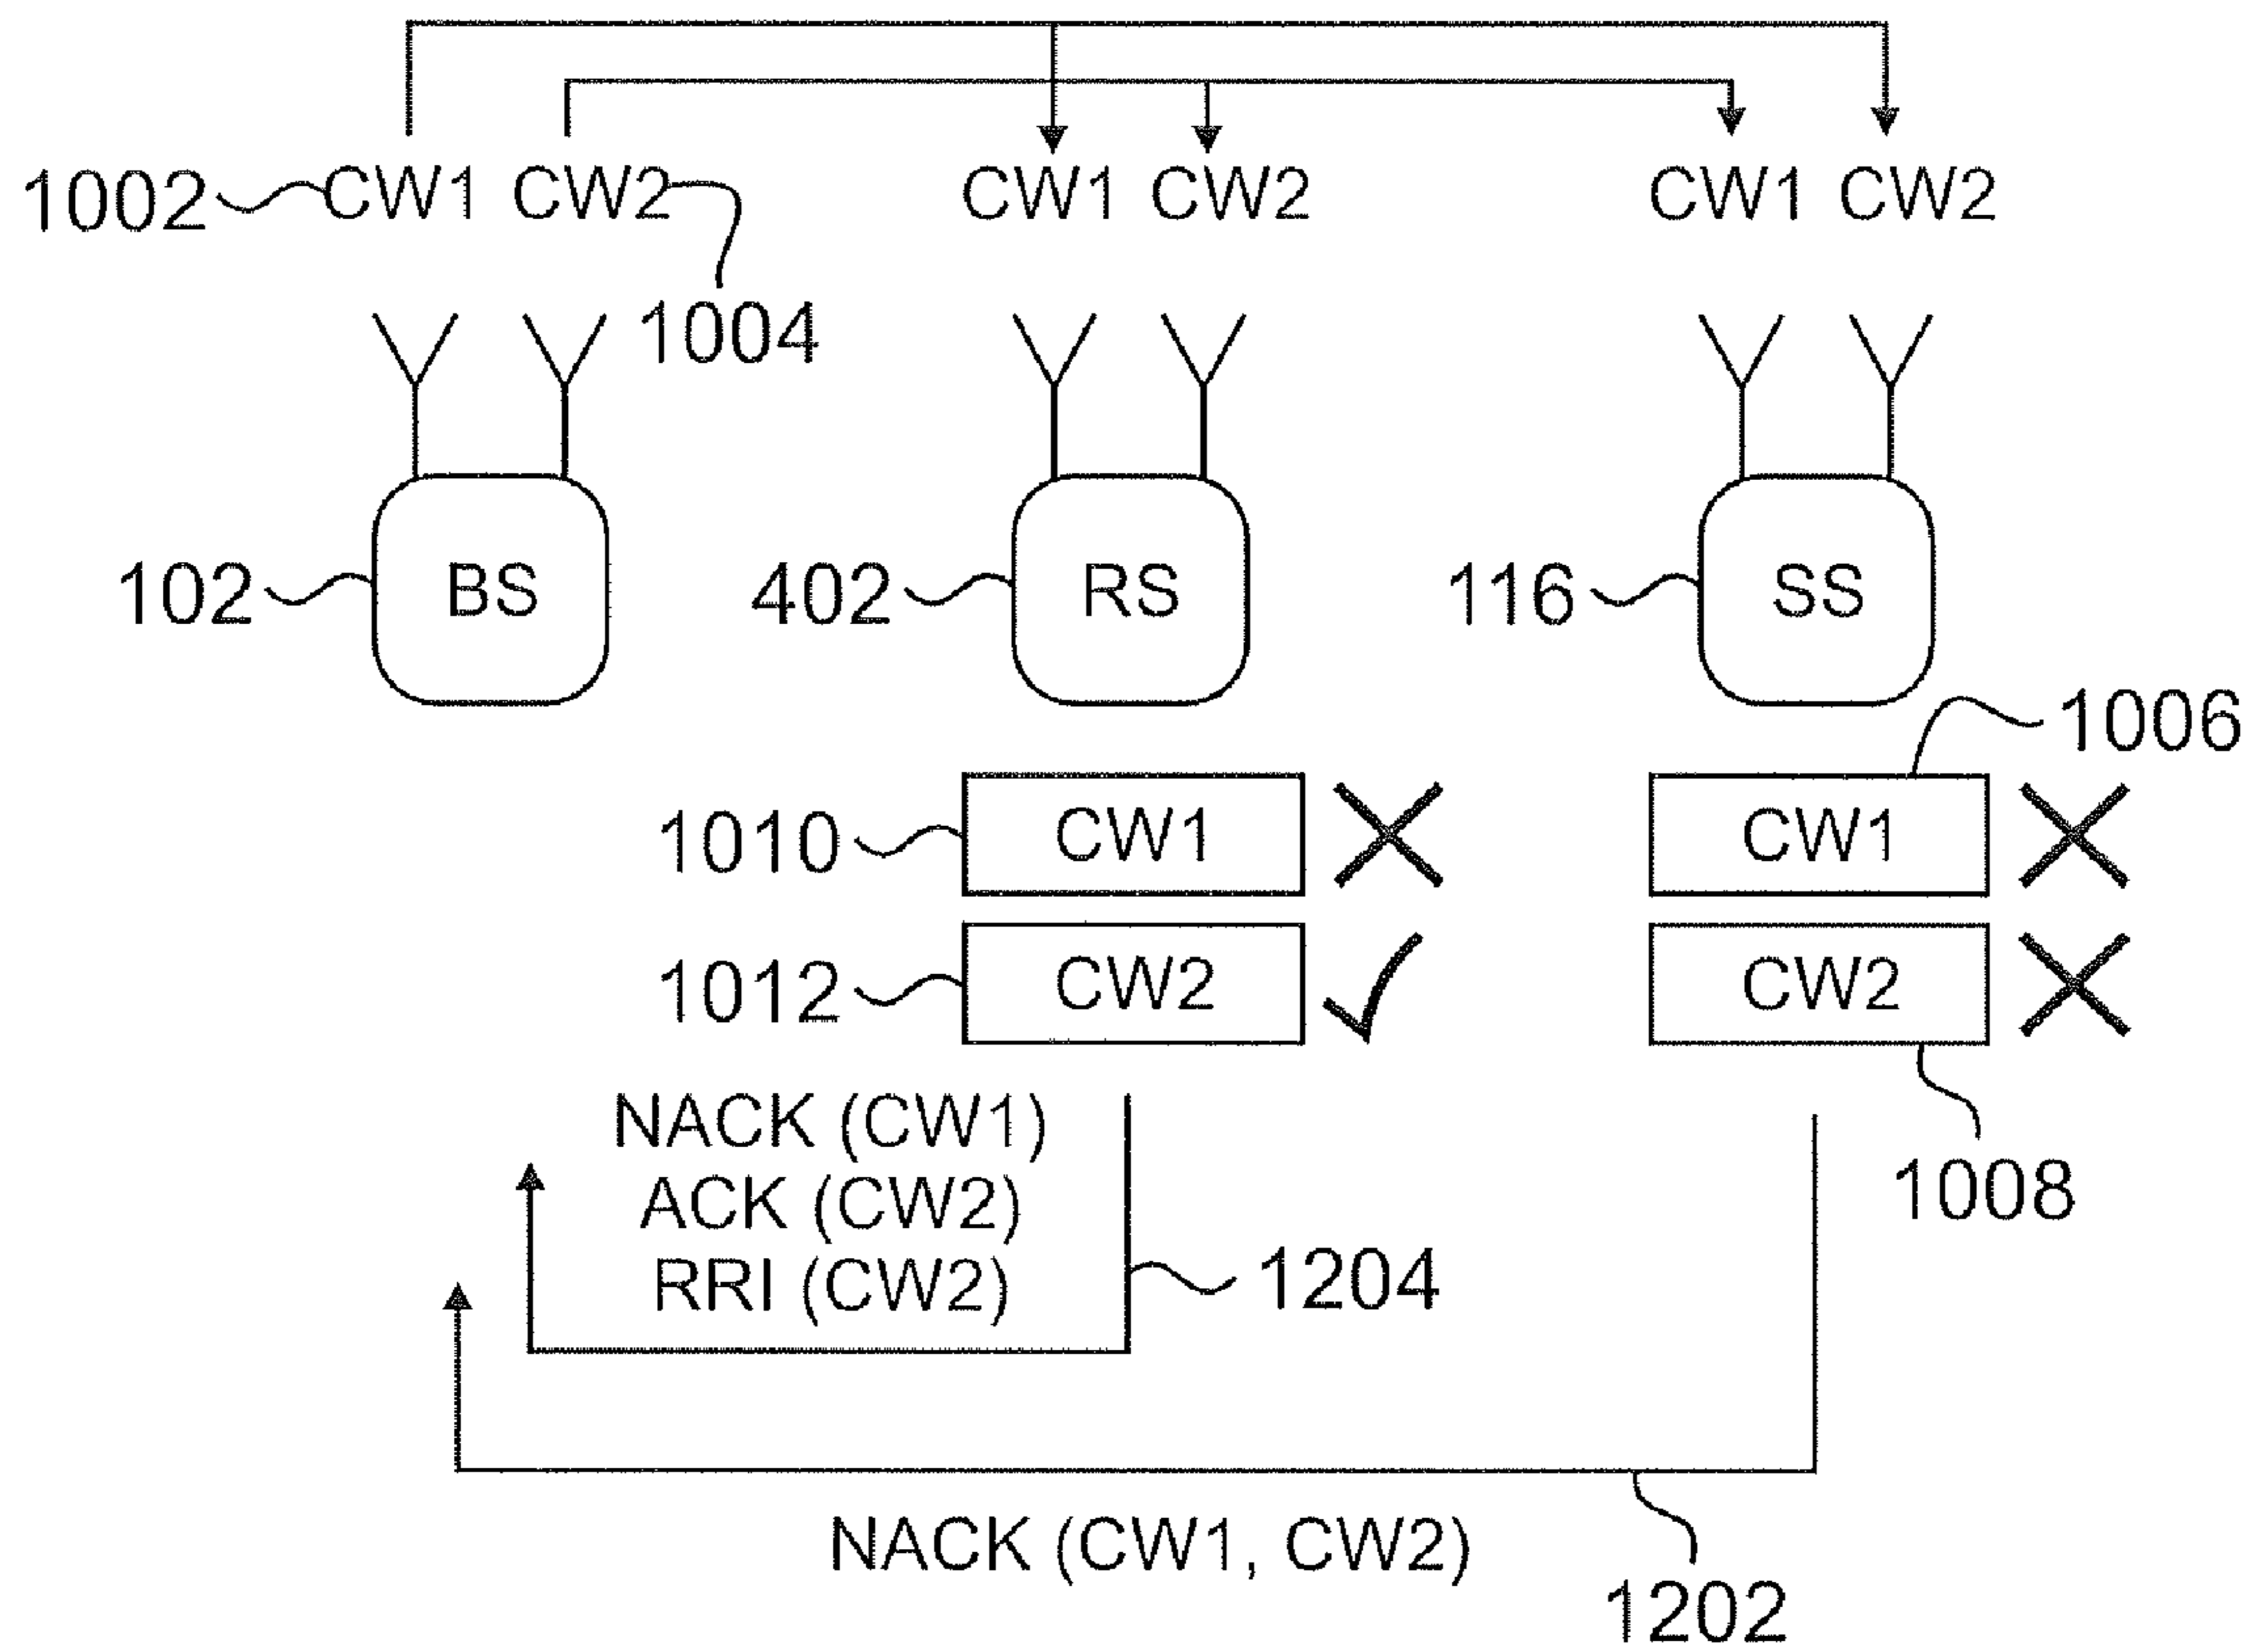 1002 CW1 CW2 CW1 CW2 CW1 CW2
1004
102 BS 402 RS 116 SS
1006
1010 CW1 CW1
1012 CW2 CW2
NACK (CW1)
ACK (CW2)
1008
RRI (CW2)
1204
NACK (CW1, CW2)
1202